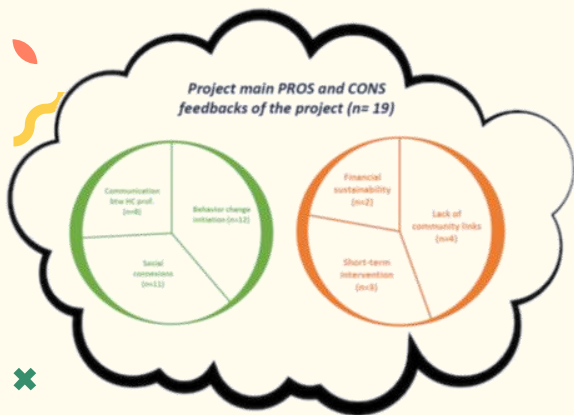 Project main PROS and CONS
feedbacks of the project (n= 19)
Communication
btw HC prof.
(n=8)
Behavior change
initiation (n=12)
Social
connexions
(n=11)
Financial
sustainability
(n=2)
Lack of
community links
(n=4)
Short-term
intervention
(n=3)